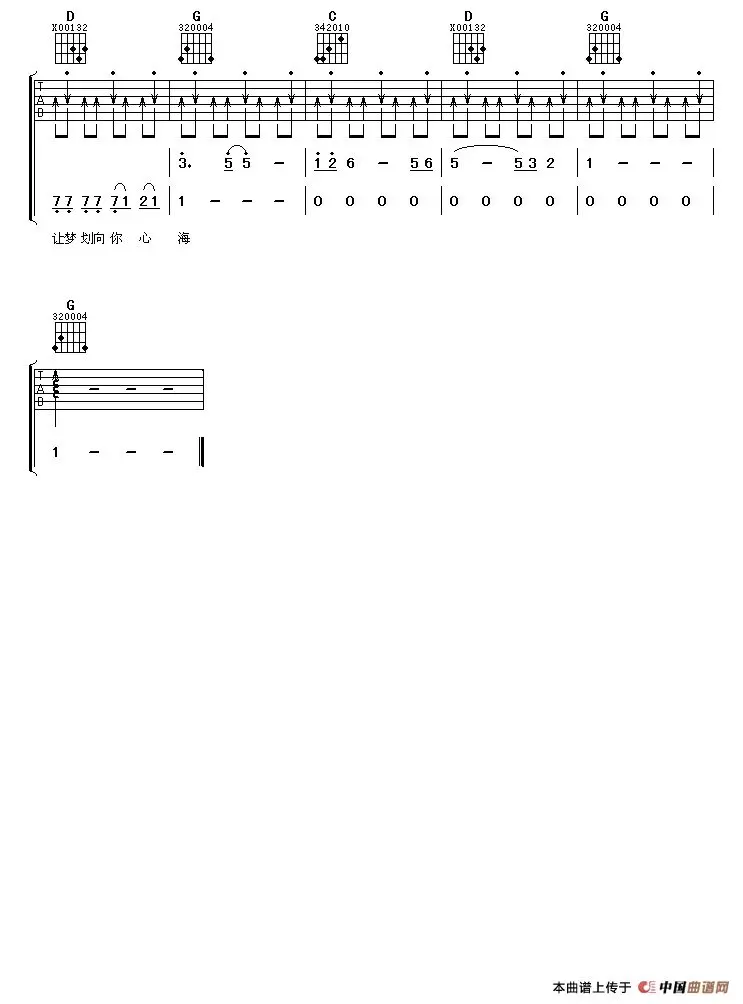 D G C D G
X00132 320004 342010 X00132 320004
T
A
B
3. 5 5 - 1 2 6 - 5 6 5 - 5 3 2 1 - - -
7 7 7 7 7 1 2 1 1 - - - 0 0 0 0 0 0 0 0 0 0 0 0
让梦 划向 你 心 海
G
320004
T
A
B
- - -
1 - - -
本曲谱上传于 中国曲谱网